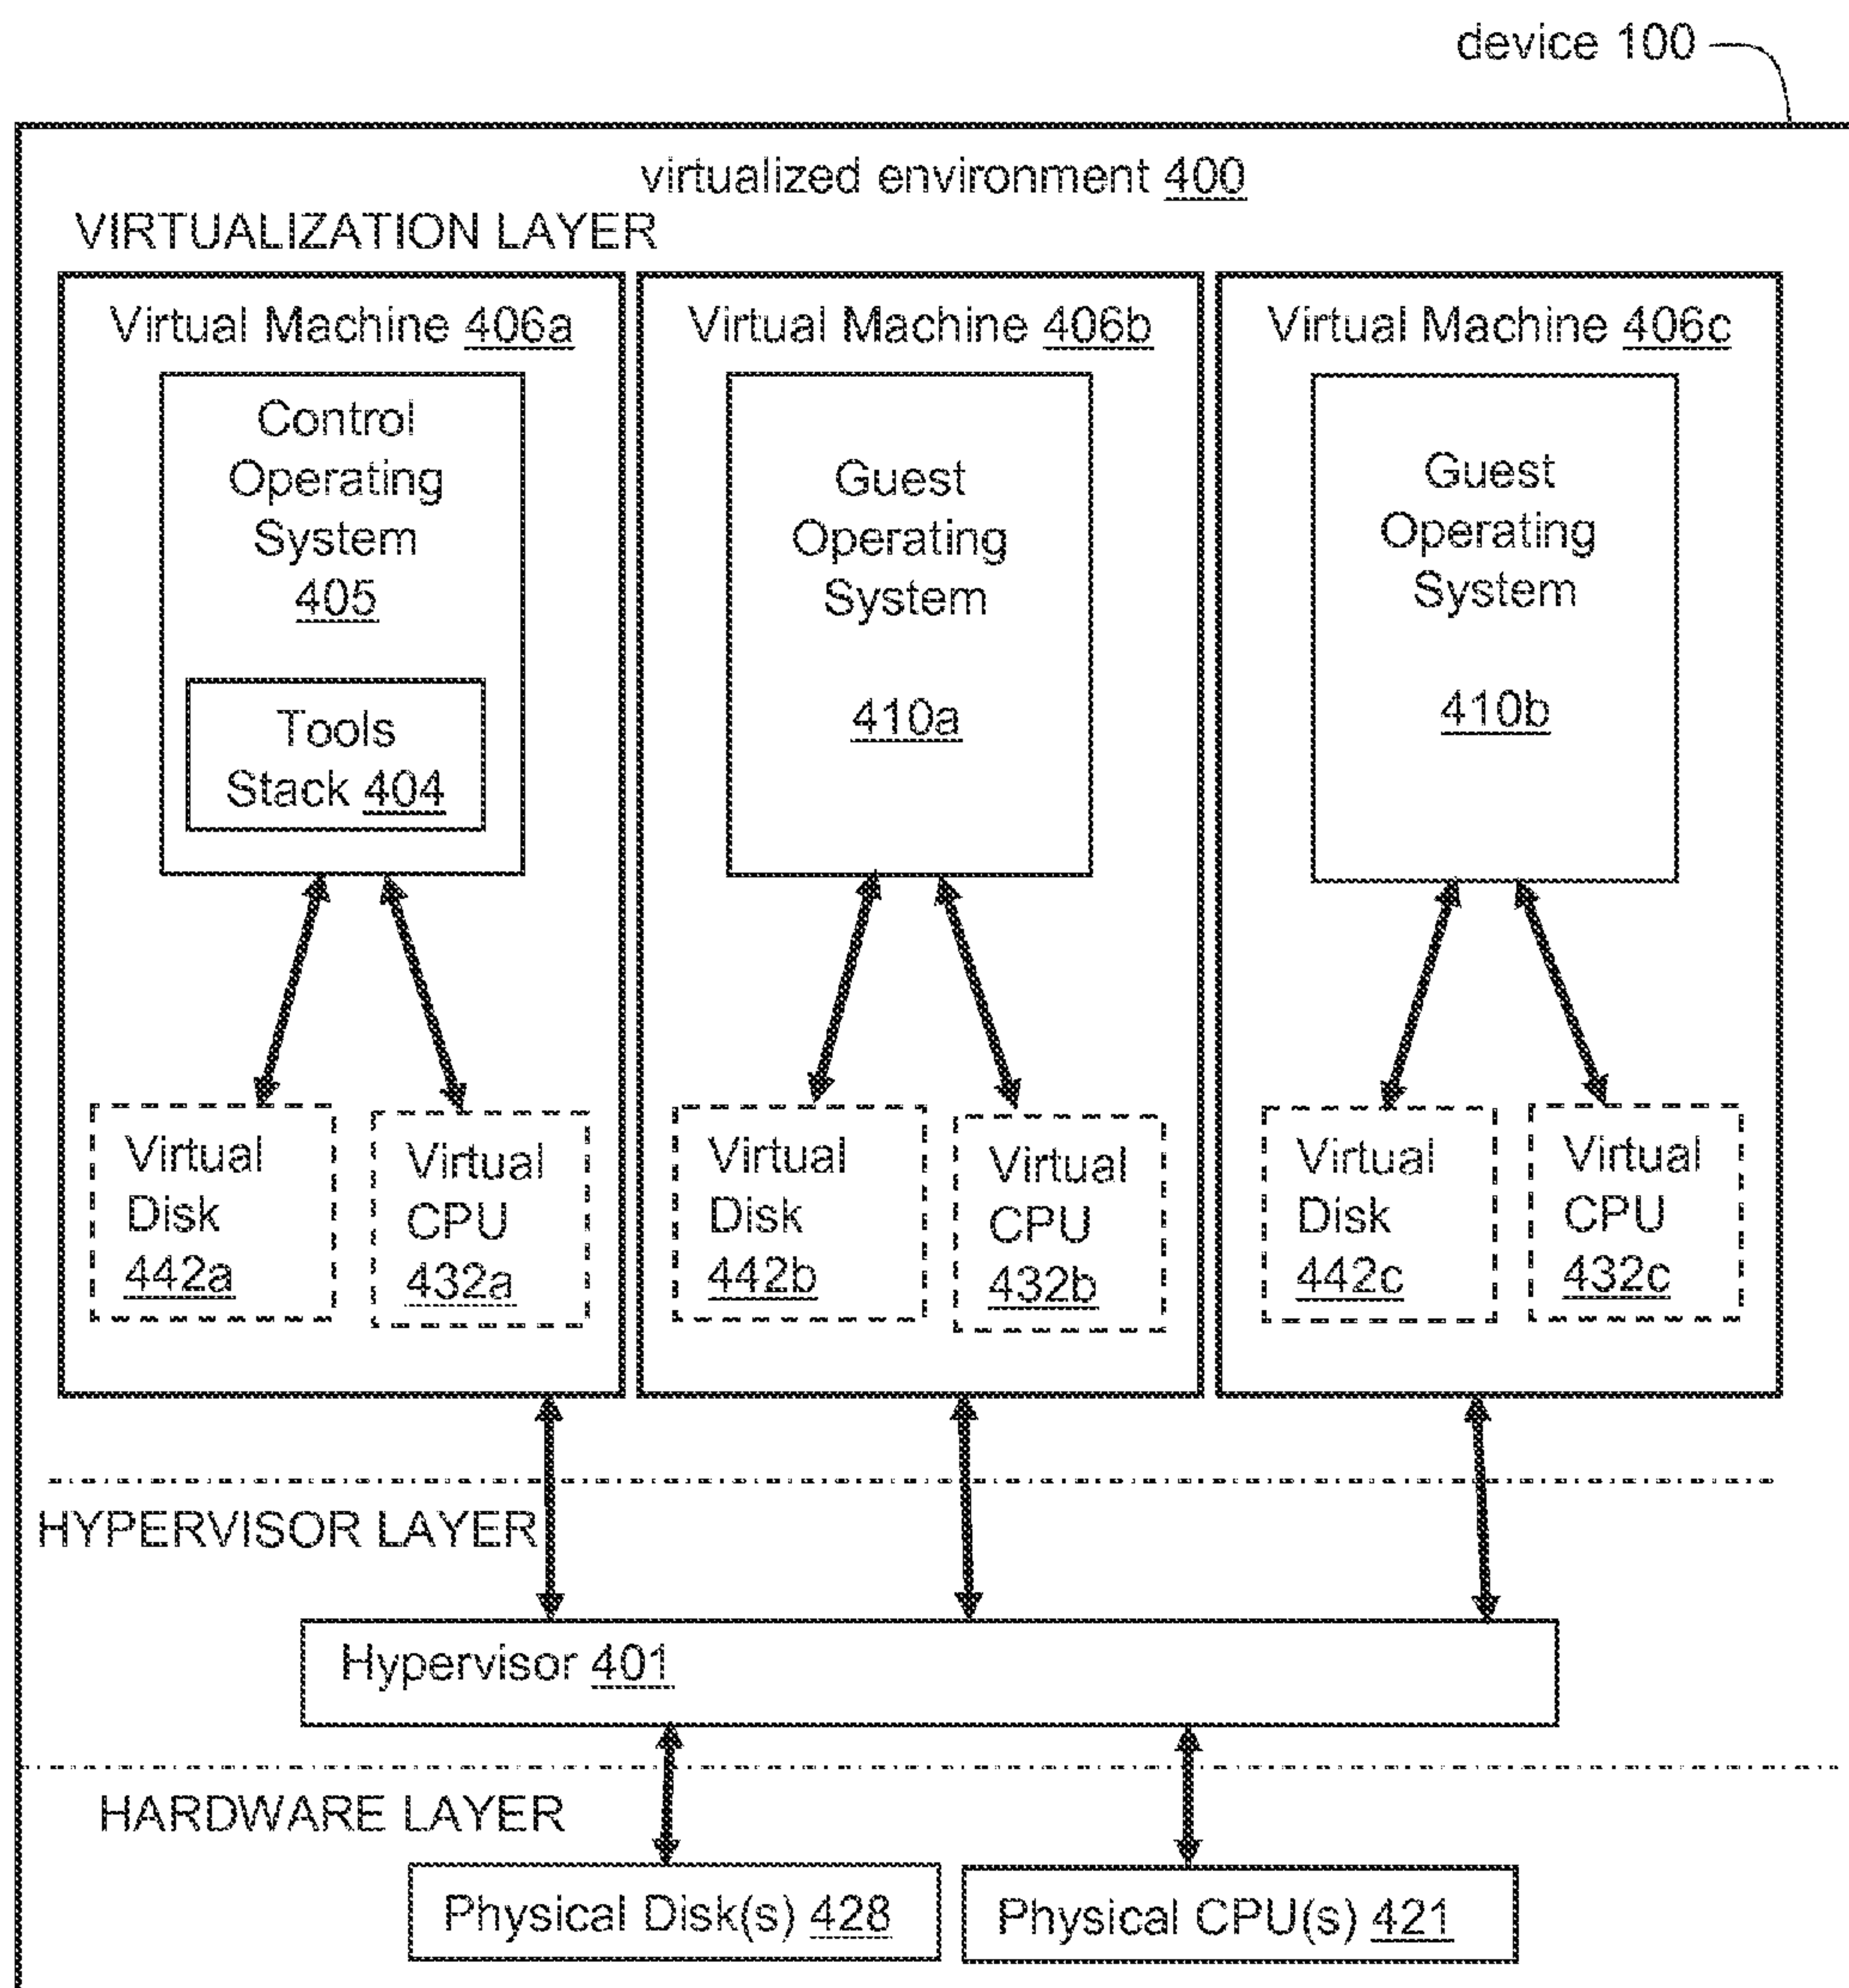 device 100
virtualized environment 400
VIRTUALIZATION LAYER
Virtual Machine 406a
Control
Operating
System
405
Tools
Stack 404
Virtual
Disk
442a
Virtual
CPU
432a
Virtual Machine 406b
Guest
Operating
System
410a
Virtual
Disk
442b
Virtual
CPU
432b
Virtual Machine 406c
Guest
Operating
System
410b
Virtual
Disk
442c
Virtual
CPU
432c
HYPERVISOR LAYER
Hypervisor 401
HARDWARE LAYER
Physical Disk(s) 428
Physical CPU(s) 421